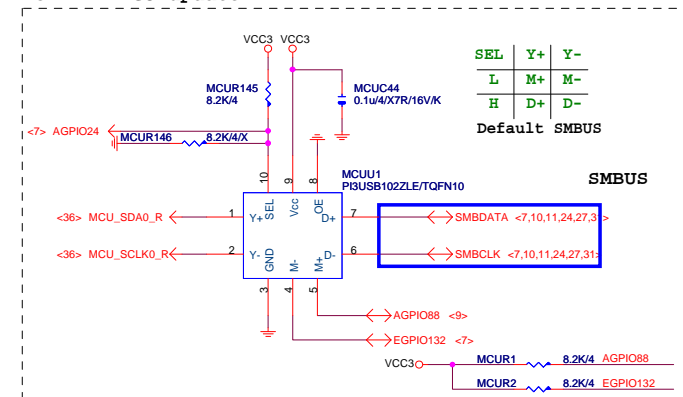 VCC3 VCC3
SEL Y+ Y-
L M+ M-
H D+ D-
Default SMBUS
MCUR145
8.2K/4
MCUC44
0.1u/4/X7R/16V/K
<7> AGPIO24
MCUR146 8.2K/4/X
MCUU1
PI3USB102ZLE/TQFN10
SMBUS
10 9 8
SEL Vcc OE
<36> MCU_SDA0_R 1 Y+ D+ 7 SMBDATA <7,10,11,24,27,31>
<36> MCU_SCLK0_R 2 Y- D- 6 SMBCLK <7,10,11,24,27,31>
GND M- M+
3 4 5
AGPIO88 <9>
EGPIO132 <7>
VCC3 MCUR1 8.2K/4 AGPIO88
MCUR2 8.2K/4 EGPIO132